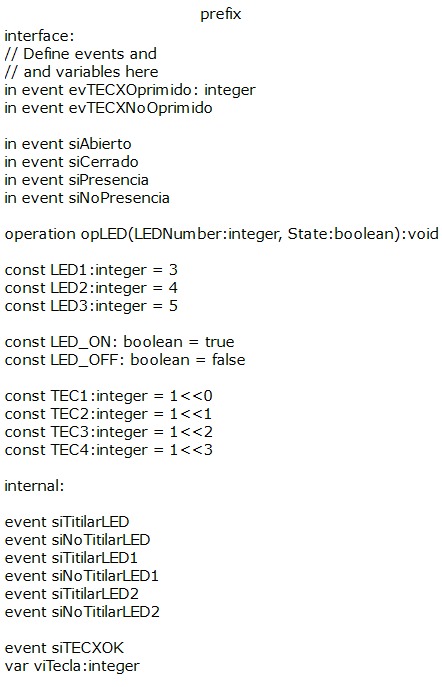 prefix
interface:
// Define events and
// and variables here
in event evTECXOprimido: integer
in event evTECXNoOprimido
in event siAbierto
in event siCerrado
in event siPresencia
in event siNoPresencia
operation opLED(LEDNumber:integer, State:boolean):void
const LED1:integer = 3
const LED2:integer = 4
const LED3:integer = 5
const LED_ON: boolean = true
const LED_OFF: boolean = false
const TEC1:integer = 1<<0
const TEC2:integer = 1<<1
const TEC3:integer = 1<<2
const TEC4:integer = 1<<3
internal:
event siTitilarLED
event siNoTitilarLED
event siTitilarLED1
event siNoTitilarLED1
event siTitilarLED2
event siNoTitilarLED2
event siTECXOK
var viTecla:integer